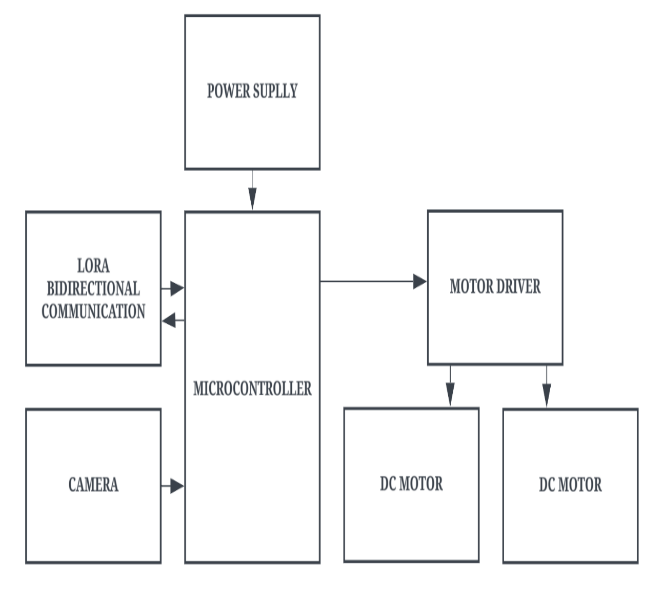 POWER SUPLLY
LORA
BIDIRECTIONAL
COMMUNICATION
MOTOR DRIVER
MICROCONTROLLER
CAMERA
DC MOTOR
DC MOTOR